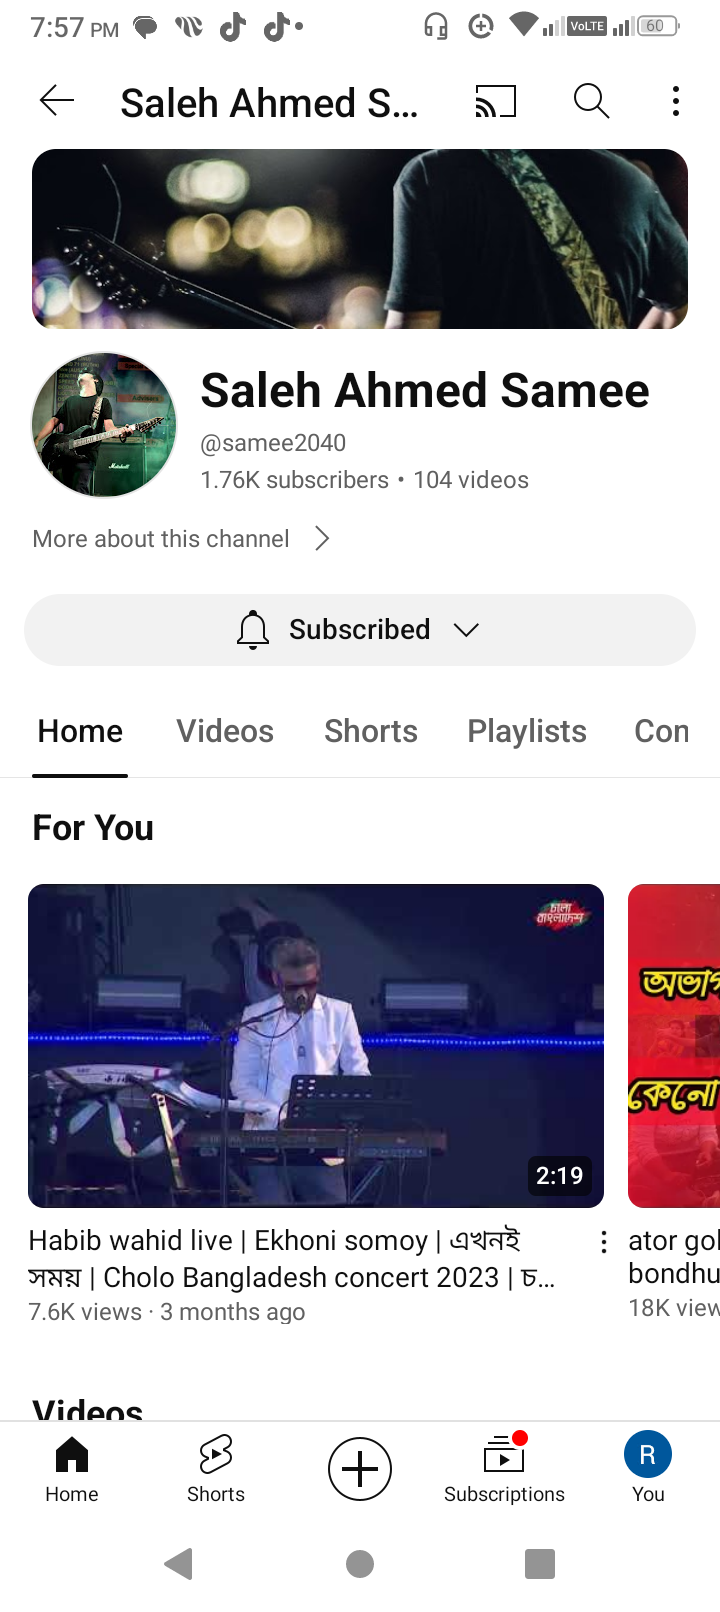 7:57 PM
VoLTE
60
Saleh Ahmed S...
Marshall
Saleh Ahmed Samee
@samee2040
1.76K subscribers • 104 videos
More about this channel
Subscribed
Home Videos Shorts Playlists Con
For You
চলো
বাংলাদেশ
2:19
Habib wahid live | Ekhoni somoy | এখনই
সময় | Cholo Bangladesh concert 2023 | চ...
7.6K views · 3 months ago
কেনো
ator gol
bondhu
18K view
Videos
Home Shorts Subscriptions R You